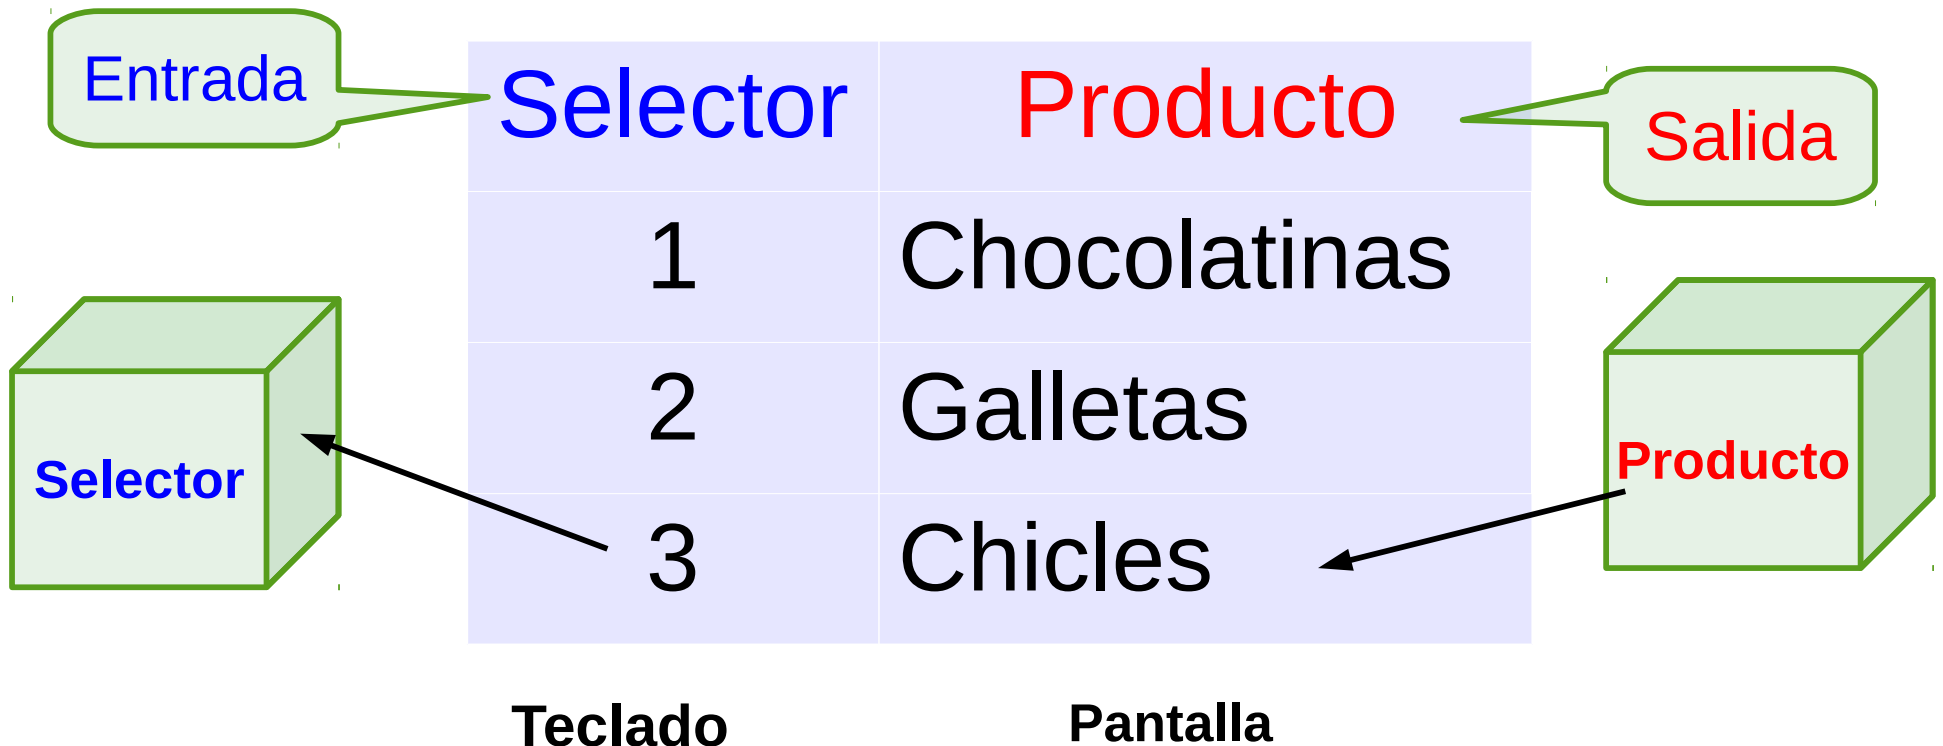 Entrada
Selector Producto
Salida
1 Chocolatinas
2 Galletas
Selector
Producto
3 Chicles
Teclado Pantalla